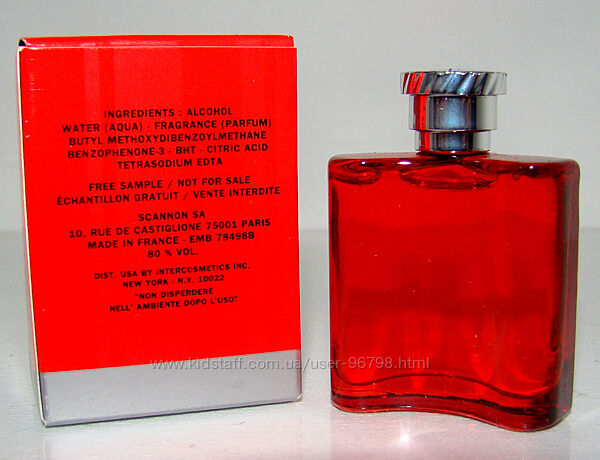 INGREDIENTS : ALCOHOL
WATER (AQUA) - FRAGRANCE (PARFUM)
BUTYL METHOXYDIBENZOYLMETHANE
BENZOPHENONE-3 - BHT - CITRIC ACID
TETRASODIUM EDTA
FREE SAMPLE / NOT FOR SALE
ÉCHANTILLON GRATUIT / VENTE INTERDITE
SCANNON SA
10, RUE DE CASTIGLIONE 75001 PARIS
MADE IN FRANCE - EMB 78498B
80 % VOL.
DIST. USA BY INTERCOSMETICS INC.
NEW YORK - N.Y. 10022
"NON DISPERDERE
NELL' AMBIENTE DOPO L'USO"
www.kidstaff.com.ua/user-96798.html